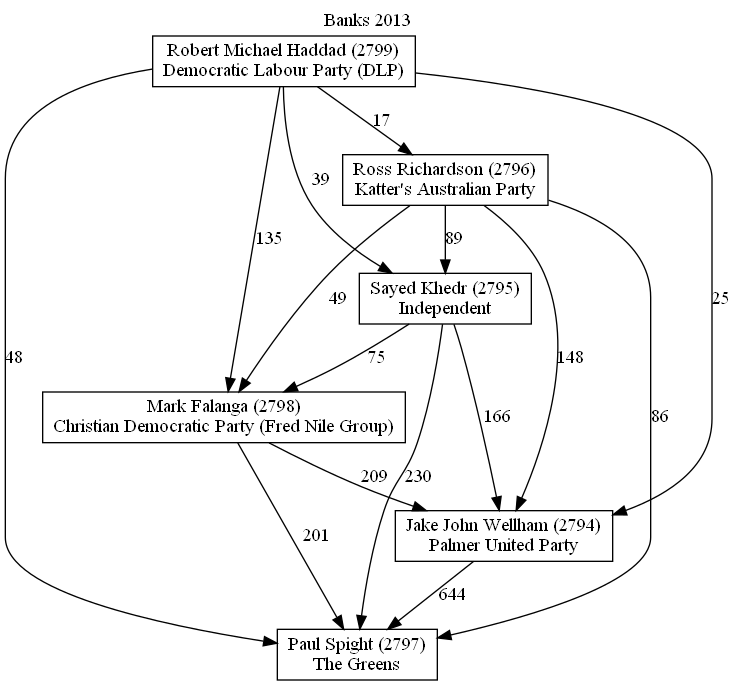 Banks 2013
Robert Michael Haddad (2799)
Democratic Labour Party (DLP)
17
Ross Richardson (2796)
Katter's Australian Party
39
135
89
Sayed Khedr (2795)
Independent
49
25
48
75
148
Mark Falanga (2798)
Christian Democratic Party (Fred Nile Group)
166
86
209
230
Jake John Wellham (2794)
Palmer United Party
201
644
Paul Spight (2797)
The Greens